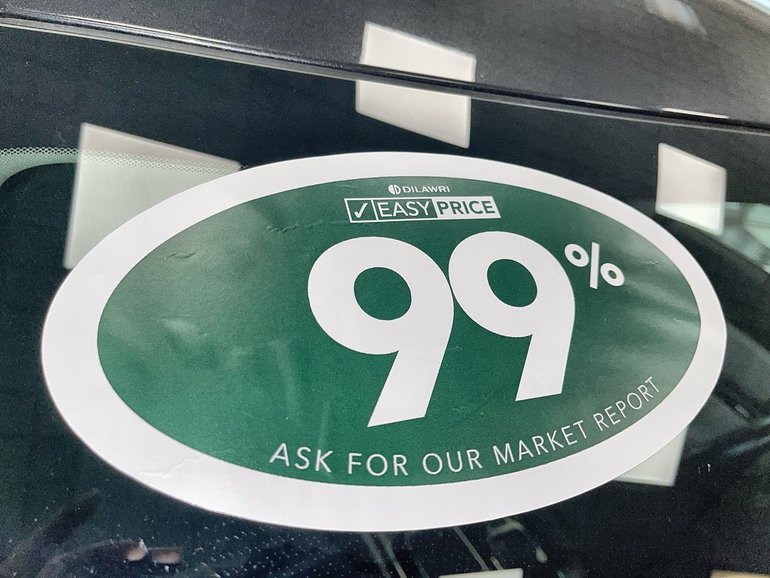 DILAWRI
✓ EASY PRICE
99%
ASK FOR OUR MARKET REPORT